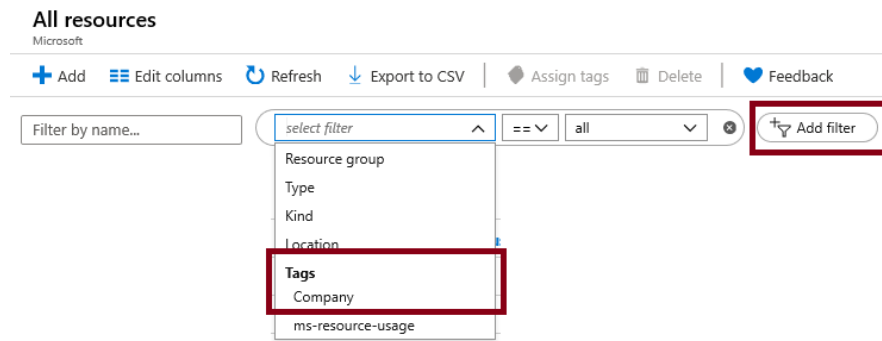 All resources
Microsoft
Add Edit columns Refresh Export to CSV Assign tags Delete Feedback
Filter by name... select filter == all Add filter
Resource group
Type
Kind
Location
Tags
Company
ms-resource-usage